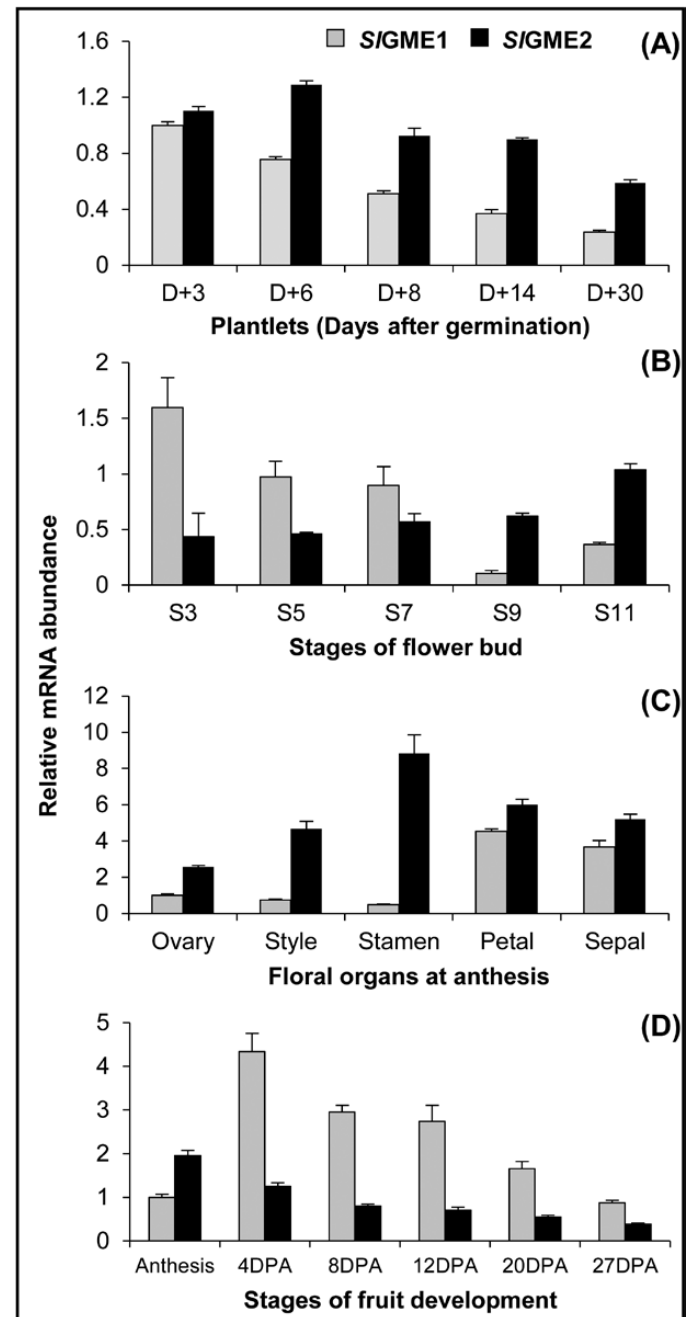 SlGME1 SlGME2 (A)
1.6
1.2
0.8
0.4
0
D+3 D+6 D+8 D+14 D+30
Plantlets (Days after germination)
(B)
2
1.5
1
0.5
0
S3 S5 S7 S9 S11
Stages of flower bud
Relative mRNA abundance
(C)
12
10
8
6
4
2
0
Ovary Style Stamen Petal Sepal
Floral organs at anthesis
(D)
5
4
3
2
1
0
Anthesis 4DPA 8DPA 12DPA 20DPA 27DPA
Stages of fruit development